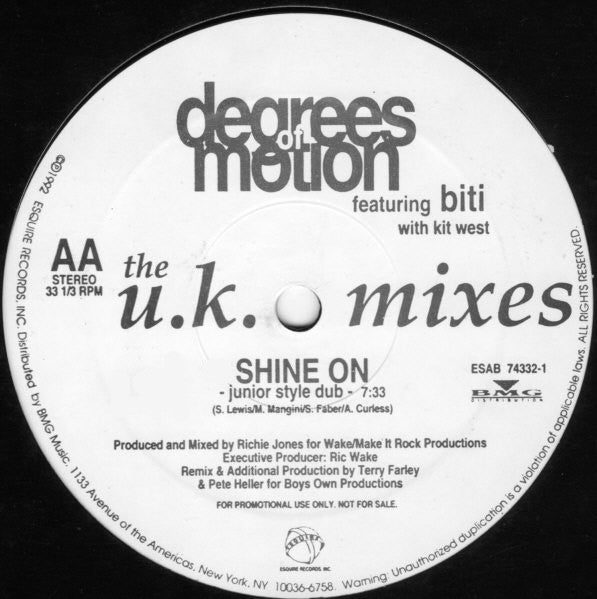 degrees
of
motion
featuring biti
with kit west
AA
STEREO
33 1/3 RPM
the
u.k. mixes
SHINE ON
- junior style dub - 7:33
(S. Lewis/M. Mangini/S. Faber/A. Curless)
ESAB 74332-1
BMG
DISTRIBUTION
Produced and Mixed by Richie Jones for Wake/Make It Rock Productions
Executive Producer: Ric Wake
Remix & Additional Production by Terry Farley
& Pete Heller for Boys Own Productions
FOR PROMOTIONAL USE ONLY. NOT FOR SALE.
ESQUIRE
ESQUIRE RECORDS, INC.
©℗1992 ESQUIRE RECORDS, INC. Distributed by BMG Music. 1133 Avenue of the Americas, New York, NY 10036-6758. Warning: Unauthorized duplication is a violation of applicable laws. ALL RIGHTS RESERVED.